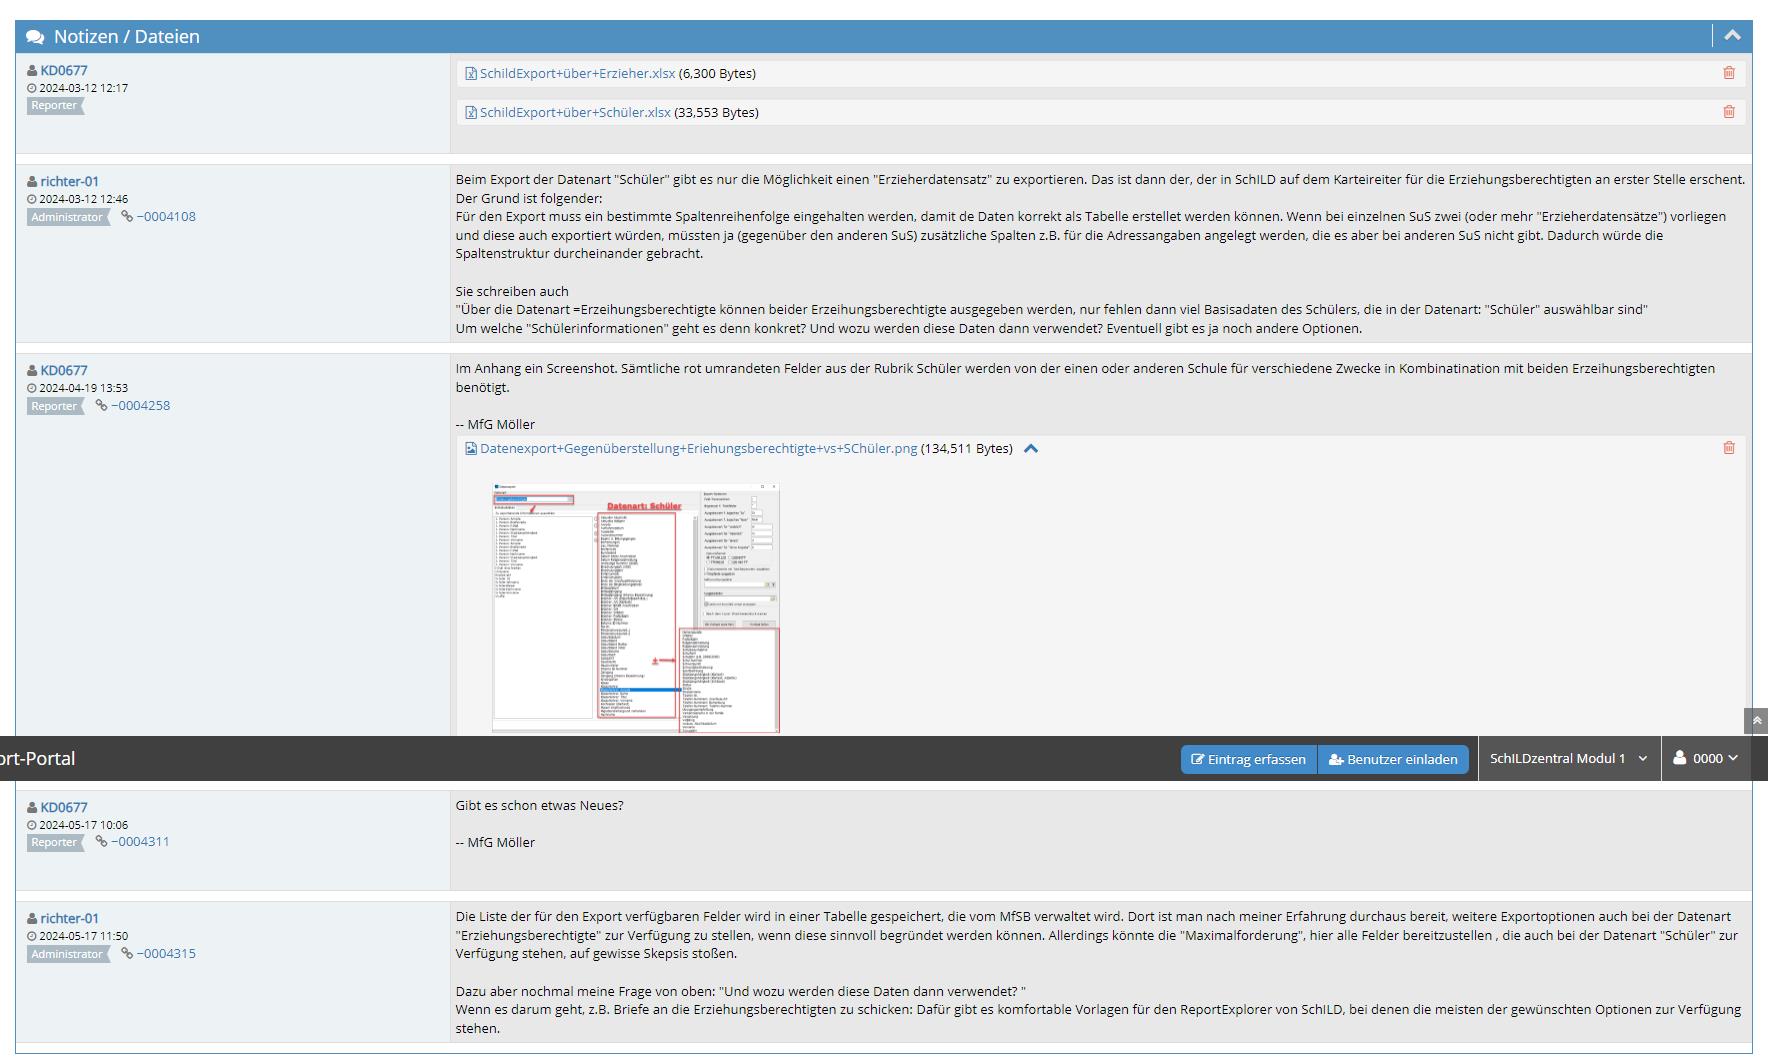 Notizen / Dateien
KD0677
2024-03-12 12:17
Reporter
SchildExport+über+Erzieher.xlsx (6,300 Bytes)
SchildExport+über+Schüler.xlsx (33,553 Bytes)
richter-01
2024-03-12 12:46
Administrator ~0004108
Beim Export der Datenart "Schüler" gibt es nur die Möglichkeit einen "Erzieherdatensatz" zu exportieren. Das ist dann der, der in SchILD auf dem Karteireiter für die Erziehungsberechtigten an erster Stelle erschent.
Der Grund ist folgender:
Für den Export muss ein bestimmte Spaltenreihenfolge eingehalten werden, damit de Daten korrekt als Tabelle erstellet werden können. Wenn bei einzelnen SuS zwei (oder mehr "Erzieherdatensätze") vorliegen
und diese auch exportiert würden, müssten ja (gegenüber den anderen SuS) zusätzliche Spalten z.B. für die Adressangaben angelegt werden, die es aber bei anderen SuS nicht gibt. Dadurch würde die
Spaltenstruktur durcheinander gebracht.
Sie schreiben auch
"Über die Datenart =Erzeihungsberechtigte können beider Erzeihungsberechtigte ausgegeben werden, nur fehlen dann viel Basisadaten des Schülers, die in der Datenart: "Schüler" auswählbar sind"
Um welche "Schülerinformationen" geht es denn konkret? Und wozu werden diese Daten dann verwendet? Eventuell gibt es ja noch andere Optionen.
KD0677
2024-04-19 13:53
Reporter ~0004258
Im Anhang ein Screenshot. Sämtliche rot umrandeten Felder aus der Rubrik Schüler werden von der einen oder anderen Schule für verschiedene Zwecke in Kombinatination mit beiden Erzeihungsberechtigten
benötigt.
-- MfG Möller
Datenexport+Gegenüberstellung+Eriehungsberechtigte+vs+SChüler.png (134,511 Bytes)
Datenart: Schüler
ort-Portal
Eintrag erfassen
Benutzer einladen
SchILDzentral Modul 1
0000
KD0677
2024-05-17 10:06
Reporter ~0004311
Gibt es schon etwas Neues?
-- MfG Möller
richter-01
2024-05-17 11:50
Administrator ~0004315
Die Liste der für den Export verfügbaren Felder wird in einer Tabelle gespeichert, die vom MfSB verwaltet wird. Dort ist man nach meiner Erfahrung durchaus bereit, weitere Exportoptionen auch bei der Datenart
"Erziehungsberechtigte" zur Verfügung zu stellen, wenn diese sinnvoll begründet werden können. Allerdings könnte die "Maximalforderung", hier alle Felder bereitzustellen , die auch bei der Datenart "Schüler" zur
Verfügung stehen, auf gewisse Skepsis stoßen.
Dazu aber nochmal meine Frage von oben: "Und wozu werden diese Daten dann verwendet? "
Wenn es darum geht, z.B. Briefe an die Erziehungsberechtigten zu schicken: Dafür gibt es komfortable Vorlagen für den ReportExplorer von SchILD, bei denen die meisten der gewünschten Optionen zur Verfügung
stehen.